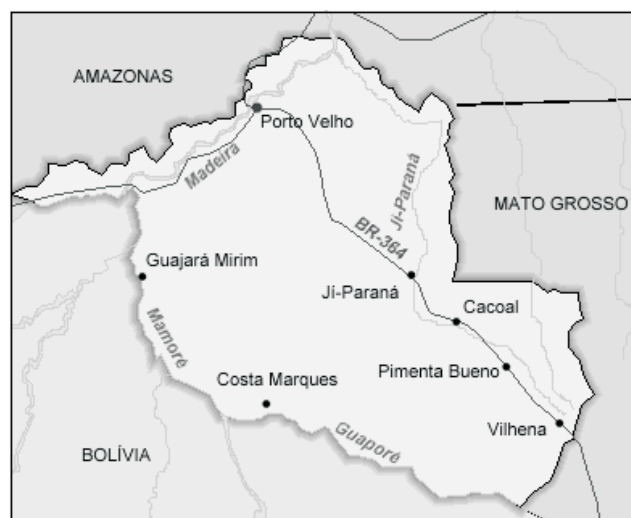 AMAZONAS
Porto Velho
Madeira
Ji-Paraná
MATO GROSSO
BR-364
Guajará Mirim
Jí-Paraná
Cacoal
Mamoré
Costa Marques
Pimenta Bueno
Vilhena
Guaporé
BOLÍVIA